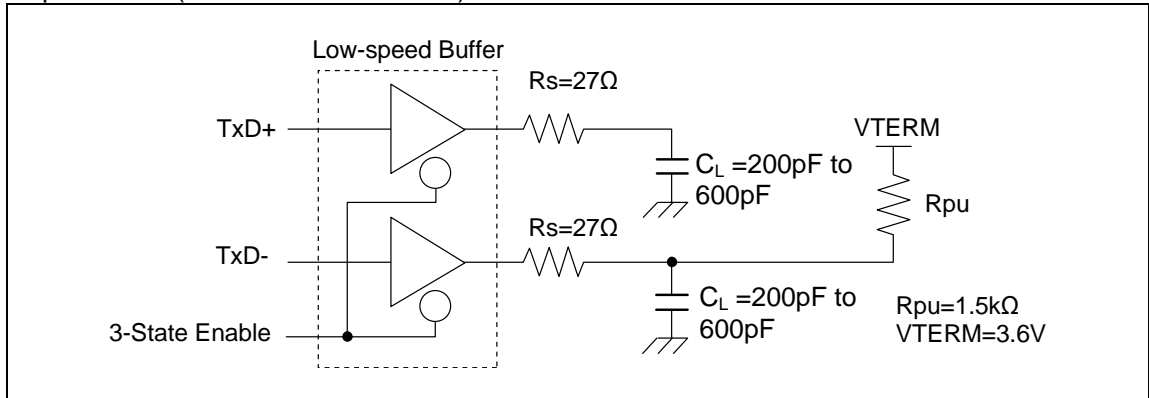 Low-speed Buffer
Rs=27Ω
TxD+
VTERM
C_L =200pF to
600pF
Rpu
Rs=27Ω
TxD-
C_L =200pF to
600pF
Rpu=1.5kΩ
VTERM=3.6V
3-State Enable